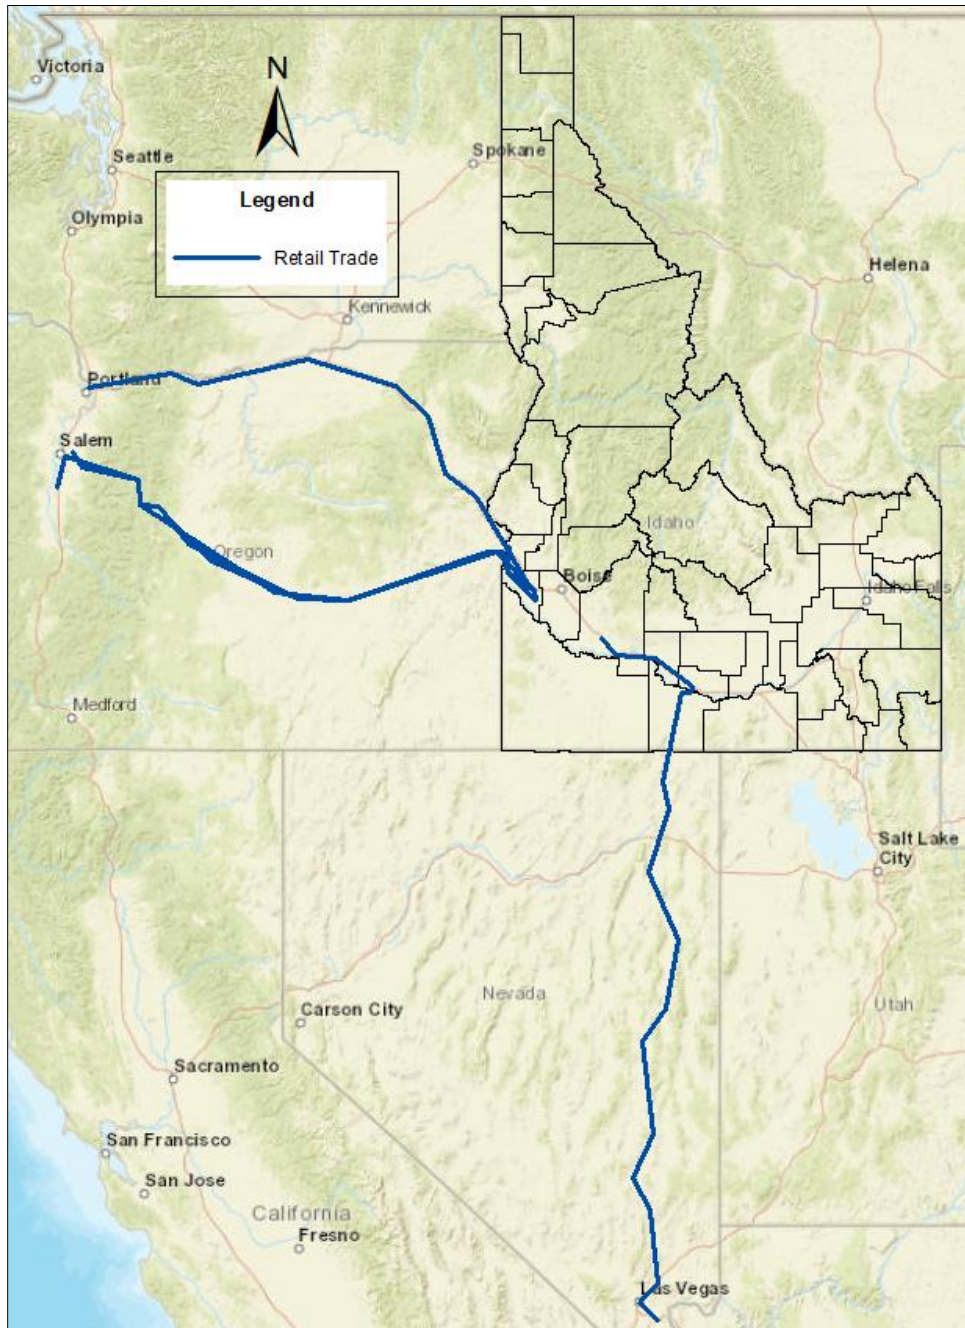 Victoria
N
Seattle
Spokane
Legend
Olympia
Retail Trade
Helena
Kennewick
Portland
Salem
Idaho
Oregon
Boise
Idaho Falls
Medford
Salt Lake
City
Nevada
Utah
Carson City
Sacramento
San Francisco
San Jose
California
Fresno
Las Vegas